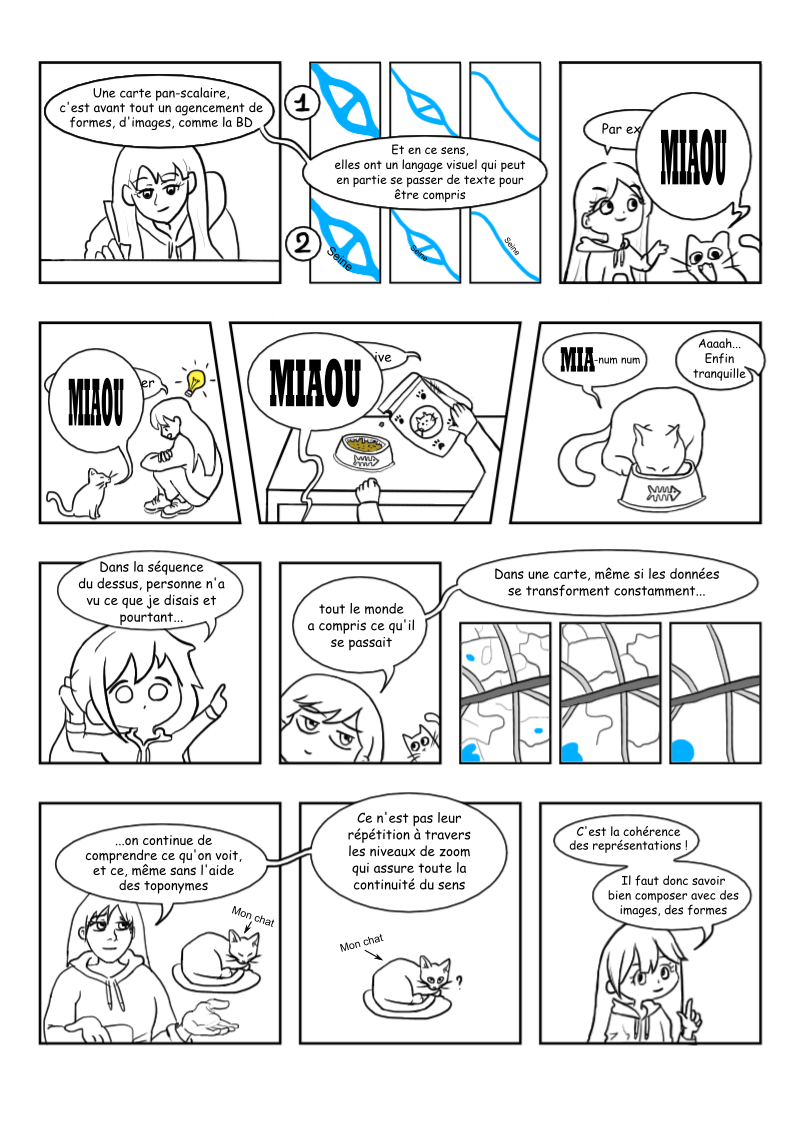 Une carte pan-scalaire,
c'est avant tout un agencement de
formes, d'images, comme la BD
1
Et en ce sens,
elles ont un langage visuel qui peut
en partie se passer de texte pour
être compris
2
Seine
Seine
Seine
Par ex
MIAOU
MIAOU
er
MIAOU
ive
MIA-num num
Aaaah...
Enfin
tranquille
Dans la séquence
du dessus, personne n'a
vu ce que je disais et
pourtant...
tout le monde
a compris ce qu'il
se passait
Dans une carte, même si les données
se transforment constamment...
...on continue de
comprendre ce qu'on voit,
et ce, même sans l'aide
des toponymes
Mon chat
Ce n'est pas leur
répétition à travers
les niveaux de zoom
qui assure toute la
continuité du sens
Mon chat
?
C'est la cohérence
des représentations !
Il faut donc savoir
bien composer avec des
images, des formes